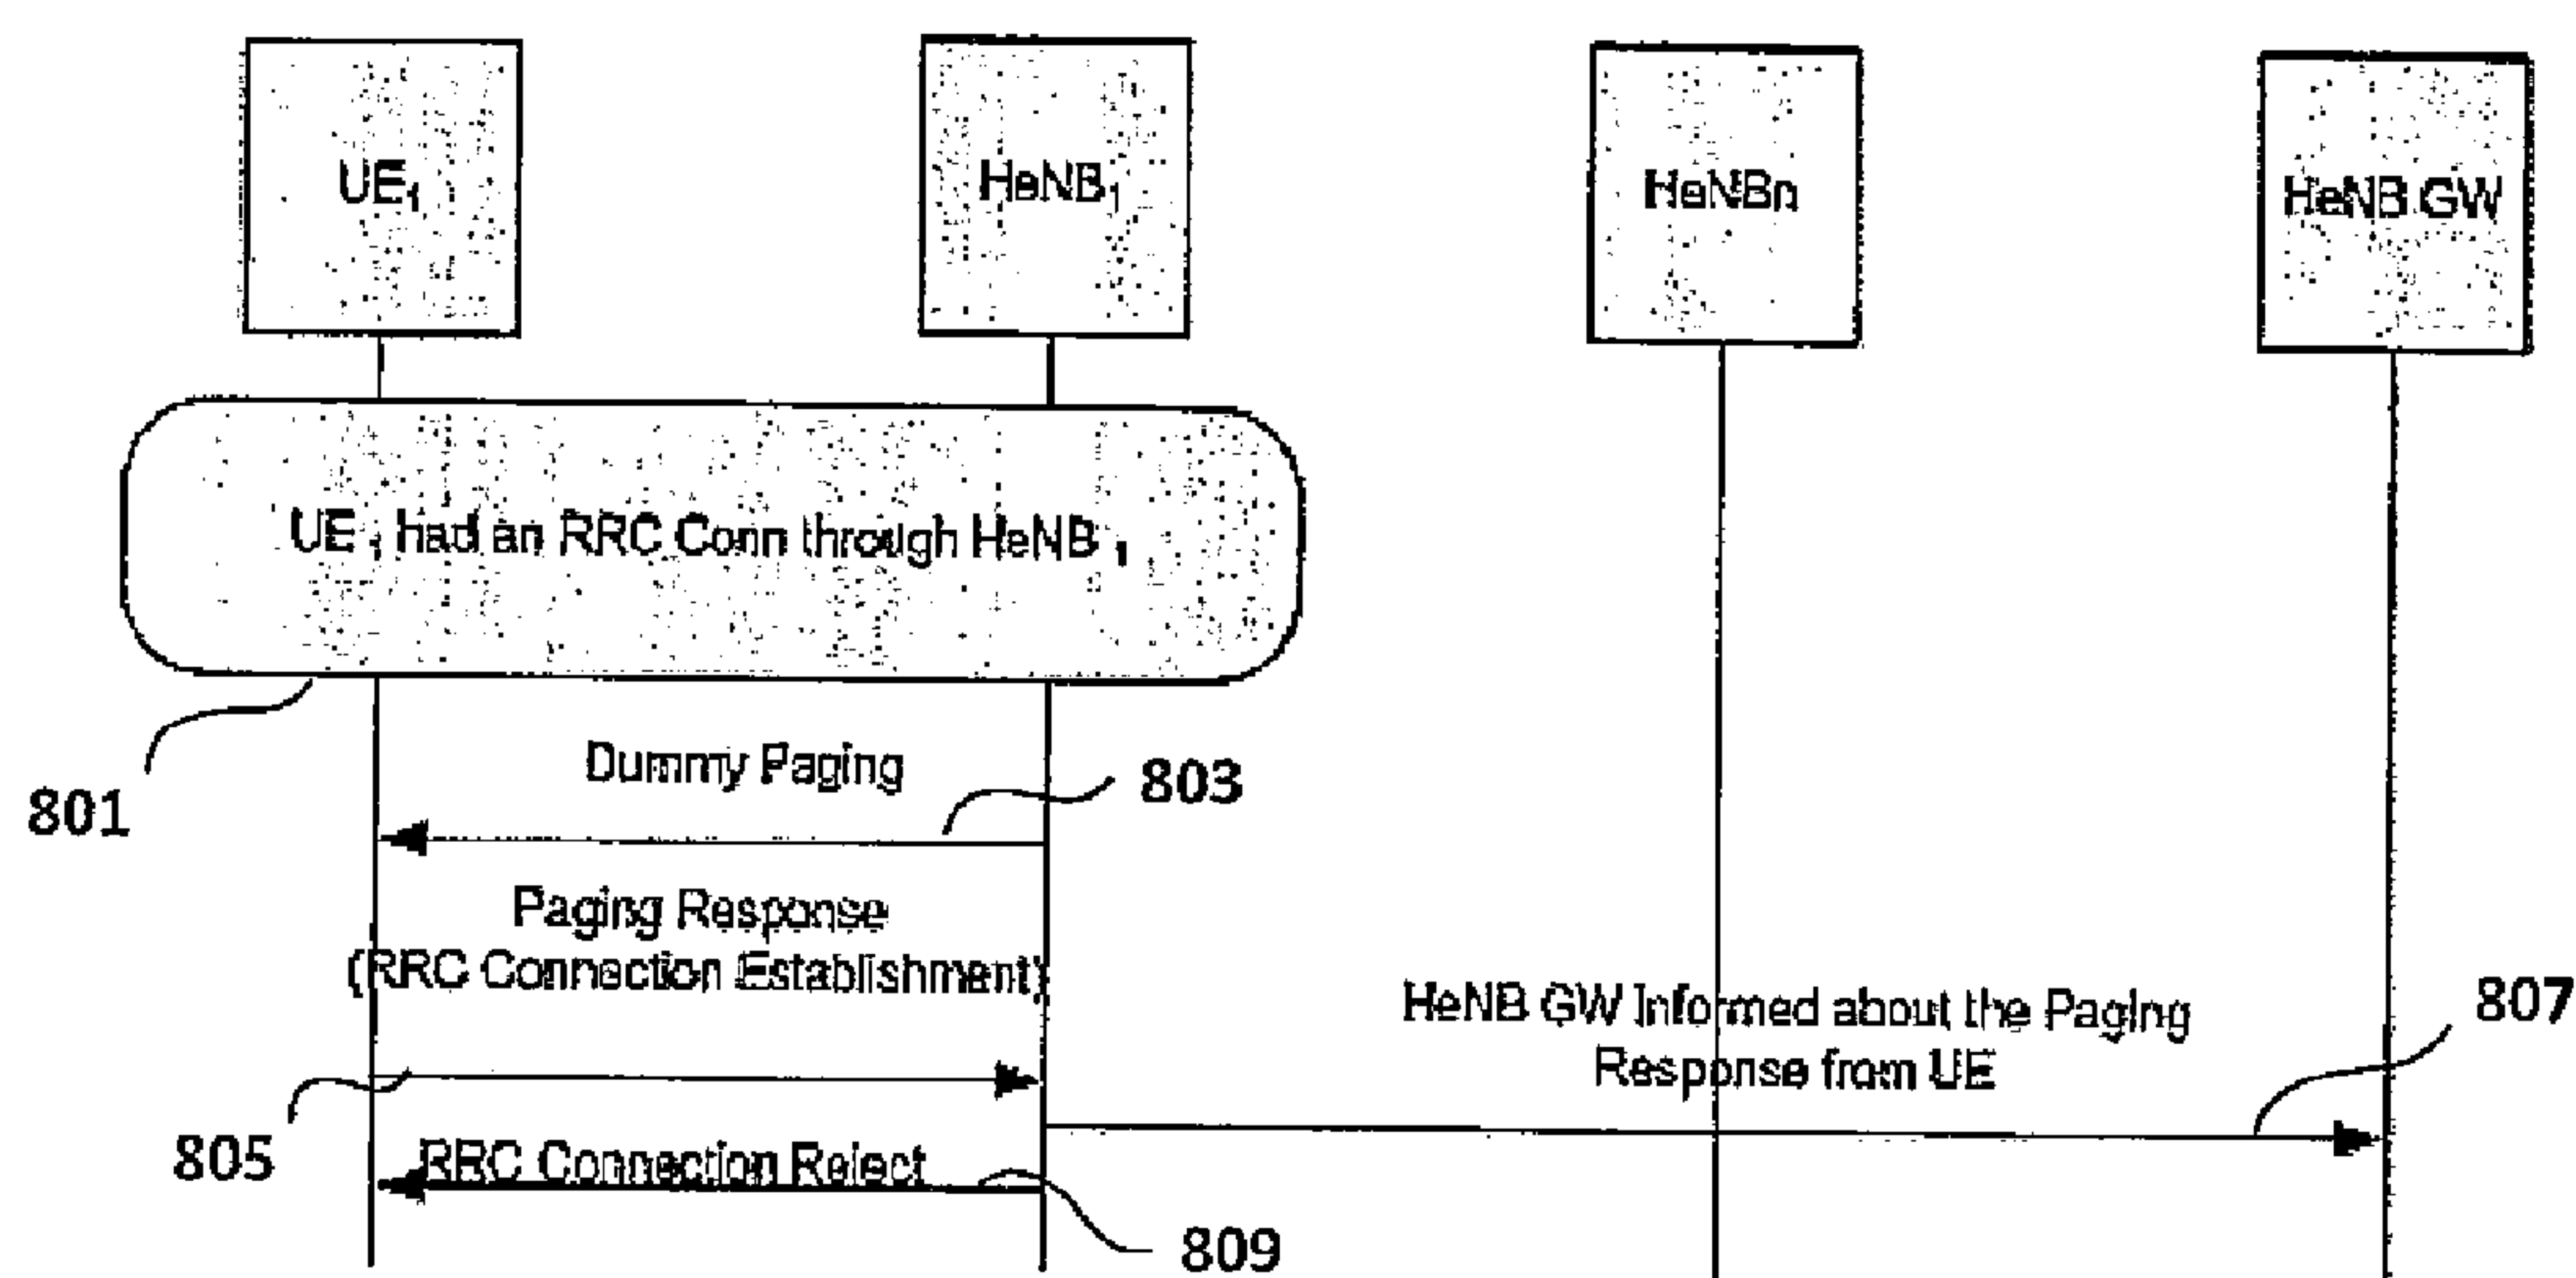 UE1
HeNB1
HeNBn
HeNB GW
UE1 had an RRC Conn through HeNB1
801
Dummy Paging
803
Paging Response
(RRC Connection Establishment)
HeNB GW Informed about the Paging
Response from UE
807
805
RRC Connection Reject
809